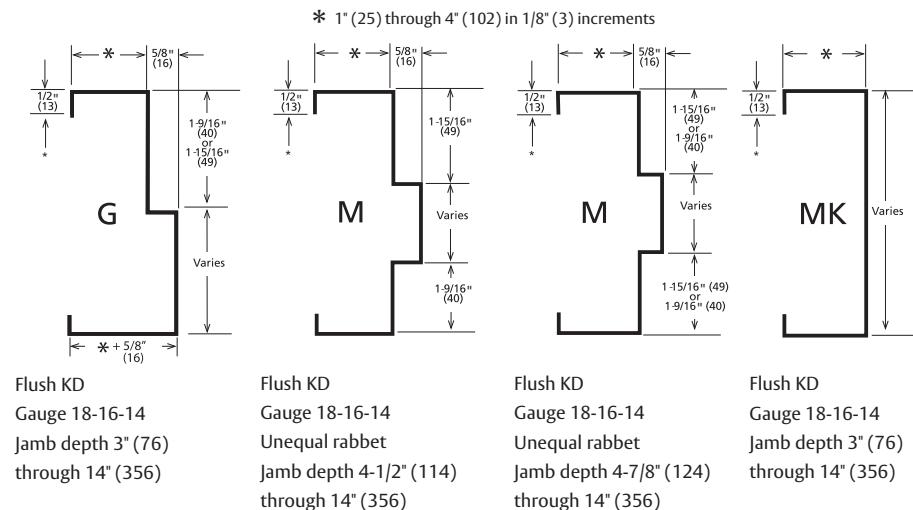 * 1" (25) through 4" (102) in 1/8" (3) increments
*
5/8"
(16)
1/2"
(13)
*
1-9/16"
(40)
or
1-15/16"
(49)
G
Varies
* + 5/8"
(16)
Flush KD
Gauge 18-16-14
Jamb depth 3" (76)
through 14" (356)
*
5/8"
(16)
1/2"
(13)
*
1-15/16"
(49)
M
Varies
1-9/16"
(40)
Flush KD
Gauge 18-16-14
Unequal rabbet
Jamb depth 4-1/2" (114)
through 14" (356)
*
5/8"
(16)
1/2"
(13)
*
1-15/16"
(49)
or
1-9/16"
(40)
M
Varies
1-15/16" (49)
or
1-9/16" (40)
Flush KD
Gauge 18-16-14
Unequal rabbet
Jamb depth 4-7/8" (124)
through 14" (356)
*
1/2"
(13)
*
MK
Varies
Flush KD
Gauge 18-16-14
Jamb depth 3" (76)
through 14" (356)